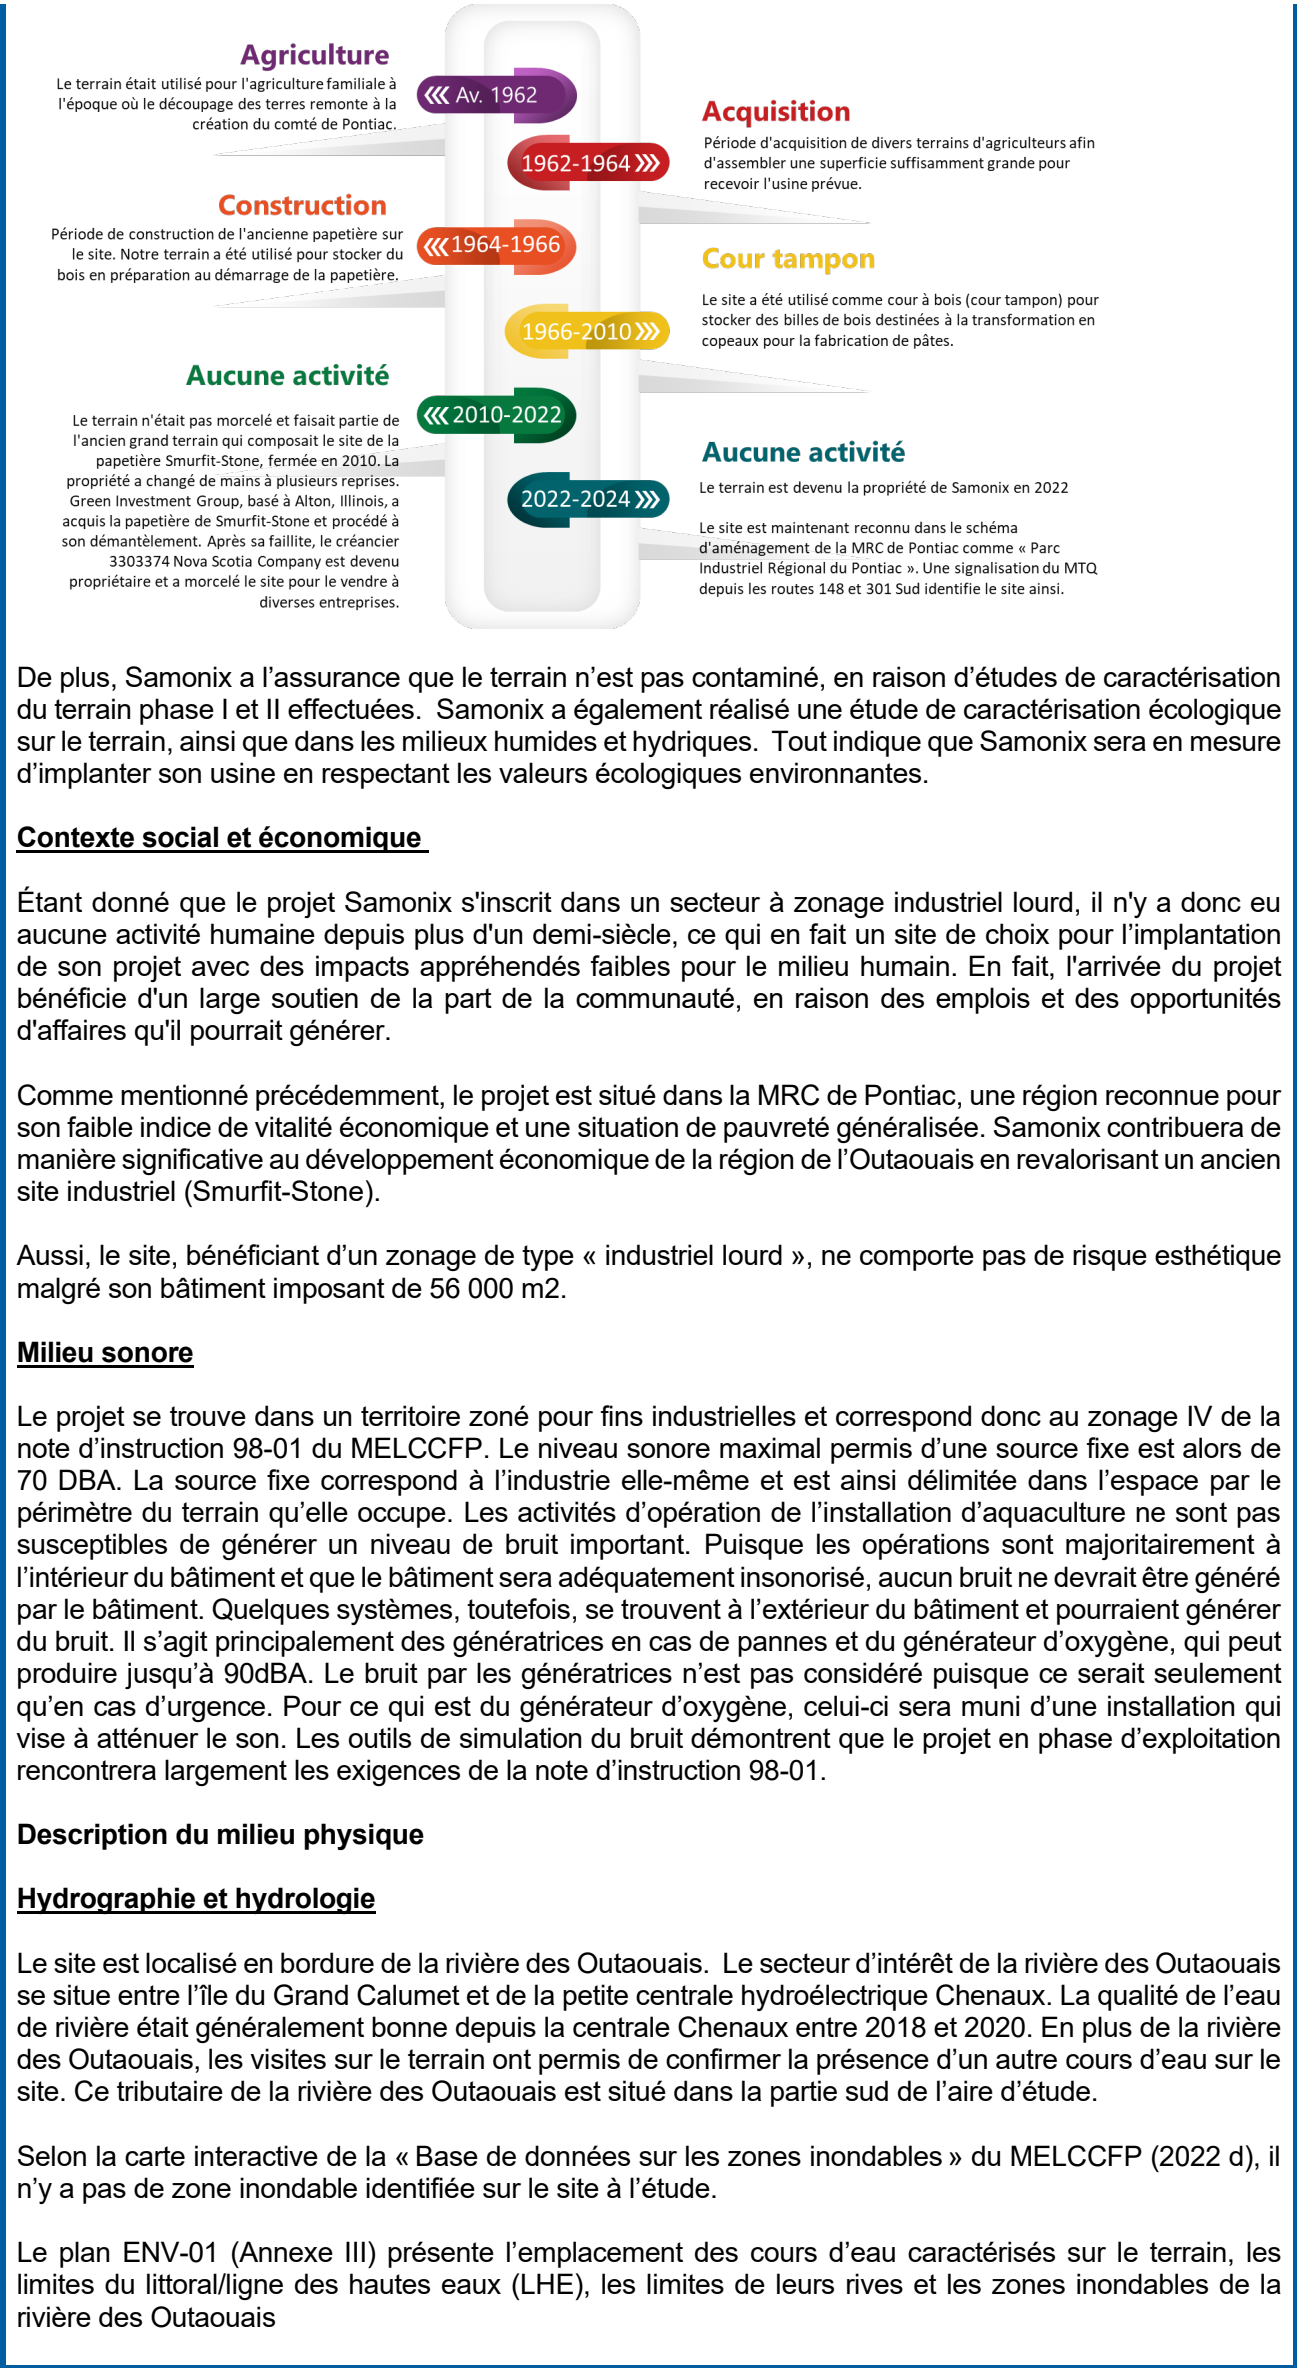 Agriculture
Le terrain était utilisé pour l'agriculture familiale à
l'époque où le découpage des terres remonte à la
création du comté de Pontiac.
Av. 1962
Acquisition
Période d'acquisition de divers terrains d'agriculteurs afin
d'assembler une superficie suffisamment grande pour
recevoir l'usine prévue.
1962-1964
Construction
Période de construction de l'ancienne papetière sur
le site. Notre terrain a été utilisé pour stocker du
bois en préparation au démarrage de la papetière.
1964-1966
Cour tampon
Le site a été utilisé comme cour à bois (cour tampon) pour
stocker des billes de bois destinées à la transformation en
copeaux pour la fabrication de pâtes.
1966-2010
Aucune activité
Le terrain n'était pas morcelé et faisait partie de
l'ancien grand terrain qui composait le site de la
papetière Smurfit-Stone, fermée en 2010. La
propriété a changé de mains à plusieurs reprises.
Green Investment Group, basé à Alton, Illinois, a
acquis la papetière de Smurfit-Stone et procédé à
son démantèlement. Après sa faillite, le créancier
3303374 Nova Scotia Company est devenu
propriétaire et a morcelé le site pour le vendre à
diverses entreprises.
2010-2022
Aucune activité
Le terrain est devenu la propriété de Samonix en 2022
Le site est maintenant reconnu dans le schéma
d'aménagement de la MRC de Pontiac comme « Parc
Industriel Régional du Pontiac ». Une signalisation du MTQ
depuis les routes 148 et 301 Sud identifie le site ainsi.
2022-2024
De plus, Samonix a l’assurance que le terrain n’est pas contaminé, en raison d’études de caractérisation
du terrain phase I et II effectuées. Samonix a également réalisé une étude de caractérisation écologique
sur le terrain, ainsi que dans les milieux humides et hydriques. Tout indique que Samonix sera en mesure
d’implanter son usine en respectant les valeurs écologiques environnantes.
Contexte social et économique
Étant donné que le projet Samonix s'inscrit dans un secteur à zonage industriel lourd, il n'y a donc eu
aucune activité humaine depuis plus d'un demi-siècle, ce qui en fait un site de choix pour l’implantation
de son projet avec des impacts appréhendés faibles pour le milieu humain. En fait, l'arrivée du projet
bénéficie d'un large soutien de la part de la communauté, en raison des emplois et des opportunités
d'affaires qu'il pourrait générer.
Comme mentionné précédemment, le projet est situé dans la MRC de Pontiac, une région reconnue pour
son faible indice de vitalité économique et une situation de pauvreté généralisée. Samonix contribuera de
manière significative au développement économique de la région de l’Outaouais en revalorisant un ancien
site industriel (Smurfit-Stone).
Aussi, le site, bénéficiant d’un zonage de type « industriel lourd », ne comporte pas de risque esthétique
malgré son bâtiment imposant de 56 000 m2.
Milieu sonore
Le projet se trouve dans un territoire zoné pour fins industrielles et correspond donc au zonage IV de la
note d’instruction 98-01 du MELCCFP. Le niveau sonore maximal permis d’une source fixe est alors de
70 DBA. La source fixe correspond à l’industrie elle-même et est ainsi délimitée dans l’espace par le
périmètre du terrain qu’elle occupe. Les activités d’opération de l’installation d’aquaculture ne sont pas
susceptibles de générer un niveau de bruit important. Puisque les opérations sont majoritairement à
l’intérieur du bâtiment et que le bâtiment sera adéquatement insonorisé, aucun bruit ne devrait être généré
par le bâtiment. Quelques systèmes, toutefois, se trouvent à l’extérieur du bâtiment et pourraient générer
du bruit. Il s’agit principalement des génératrices en cas de pannes et du générateur d’oxygène, qui peut
produire jusqu’à 90dBA. Le bruit par les génératrices n’est pas considéré puisque ce serait seulement
qu’en cas d’urgence. Pour ce qui est du générateur d’oxygène, celui-ci sera muni d’une installation qui
vise à atténuer le son. Les outils de simulation du bruit démontrent que le projet en phase d’exploitation
rencontrera largement les exigences de la note d’instruction 98-01.
Description du milieu physique
Hydrographie et hydrologie
Le site est localisé en bordure de la rivière des Outaouais. Le secteur d’intérêt de la rivière des Outaouais
se situe entre l’île du Grand Calumet et de la petite centrale hydroélectrique Chenaux. La qualité de l’eau
de rivière était généralement bonne depuis la centrale Chenaux entre 2018 et 2020. En plus de la rivière
des Outaouais, les visites sur le terrain ont permis de confirmer la présence d’un autre cours d’eau sur le
site. Ce tributaire de la rivière des Outaouais est situé dans la partie sud de l’aire d’étude.
Selon la carte interactive de la « Base de données sur les zones inondables » du MELCCFP (2022 d), il
n’y a pas de zone inondable identifiée sur le site à l’étude.
Le plan ENV-01 (Annexe III) présente l’emplacement des cours d’eau caractérisés sur le terrain, les
limites du littoral/ligne des hautes eaux (LHE), les limites de leurs rives et les zones inondables de la
rivière des Outaouais